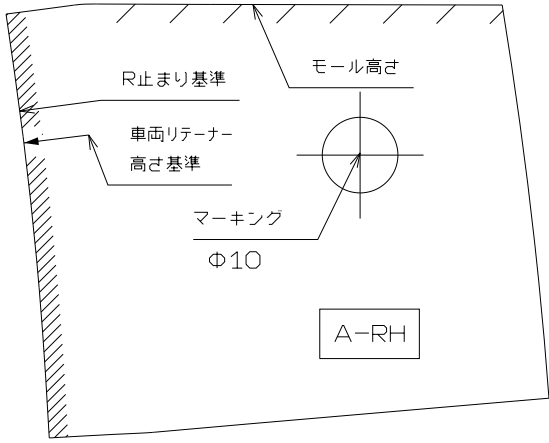 R止まり基準
モール高さ
車両リテーナー
高さ基準
マーキング
Φ10
A-RH